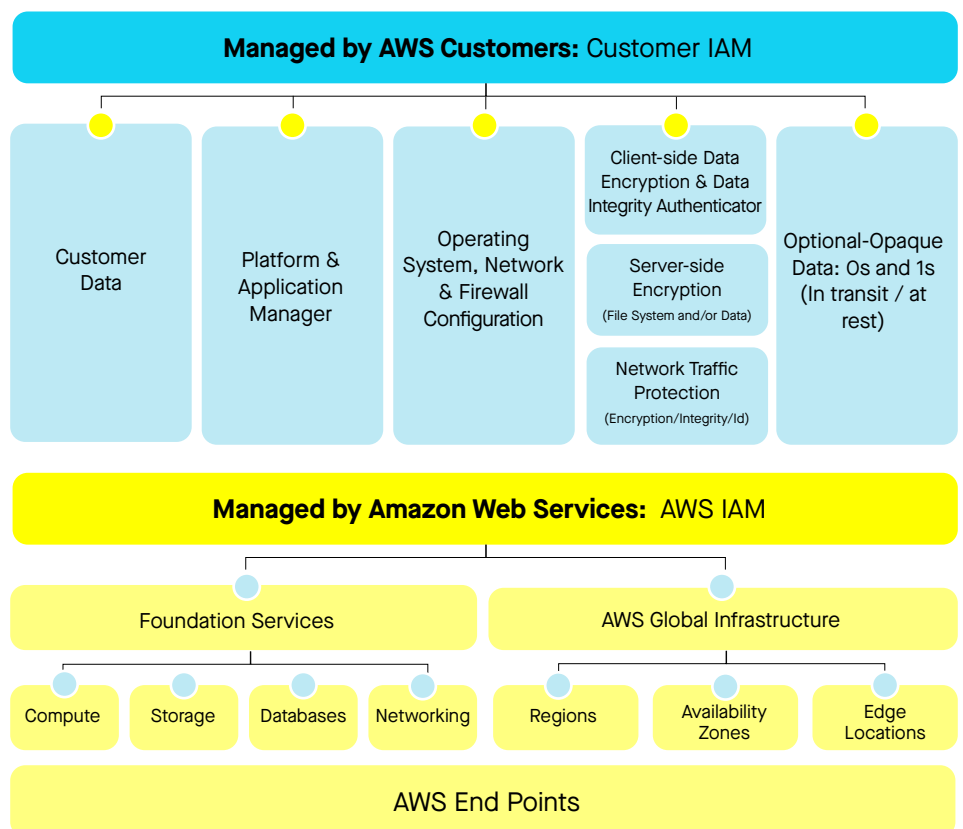 Managed by AWS Customers: Customer IAM
Customer
Data
Platform &
Application
Manager
Operating
System, Network
& Firewall
Configuration
Client-side Data
Encryption & Data
Integrity Authenticator
Server-side
Encryption
(File System and/or Data)
Network Traffic
Protection
(Encryption/Integrity/Id)
Optional-Opaque
Data: 0s and 1s
(In transit / at
rest)
Managed by Amazon Web Services: AWS IAM
Foundation Services
AWS Global Infrastructure
Compute
Storage
Databases
Networking
Regions
Availability
Zones
Edge
Locations
AWS End Points